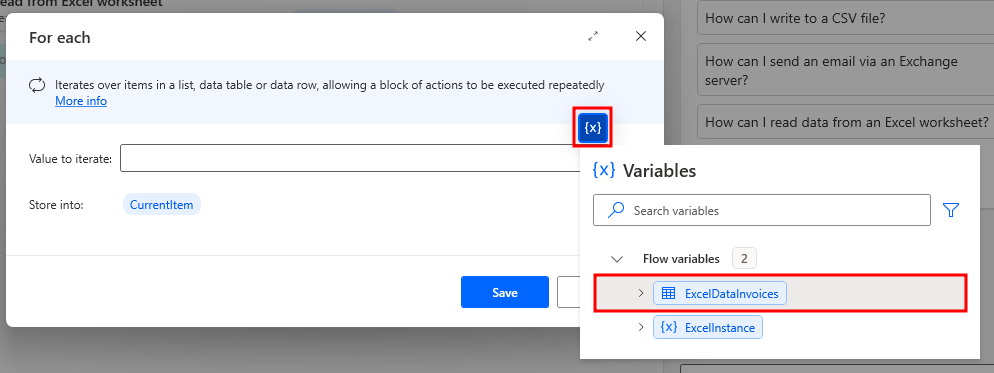 ead from Excel worksheet
For each
Iterates over items in a list, data table or data row, allowing a block of actions to be executed repeatedly
More info
{x}
Value to iterate:
Store into:
CurrentItem
Save
How can I write to a CSV file?
How can I send an email via an Exchange
server?
How can I read data from an Excel worksheet?
{x} Variables
Search variables
Flow variables 2
ExcelDataInvoices
{x} ExcelInstance